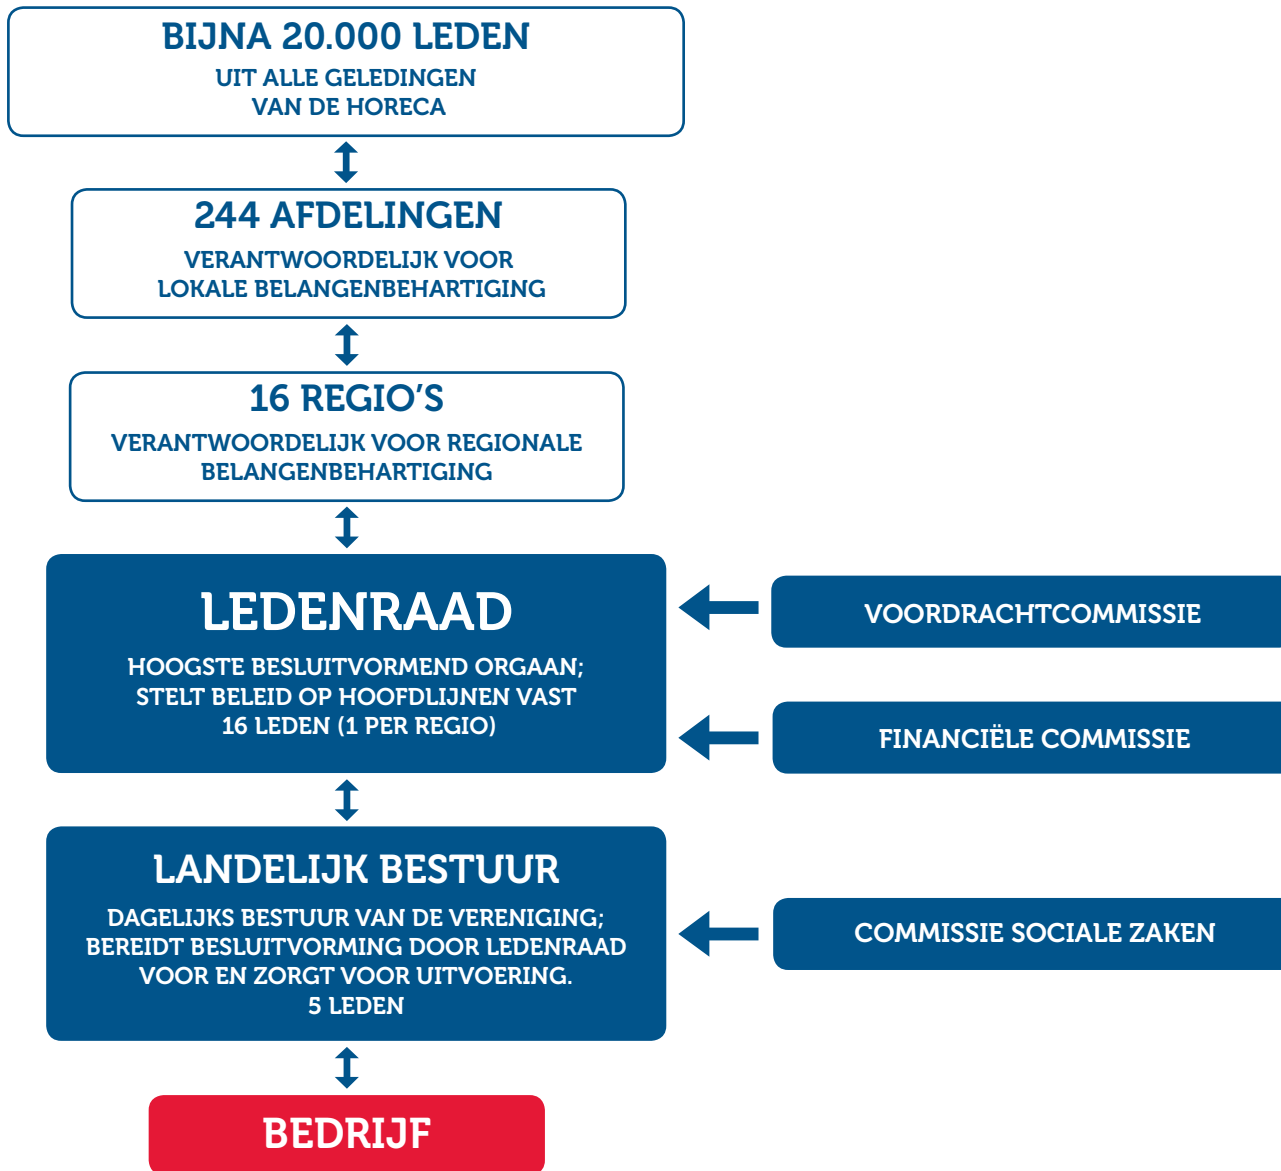 BIJNA 20.000 LEDEN
UIT ALLE GELEDINGEN
VAN DE HORECA
244 AFDELINGEN
VERANTWOORDELIJK VOOR
LOKALE BELANGENBEHARTIGING
16 REGIO'S
VERANTWOORDELIJK VOOR REGIONALE
BELANGENBEHARTIGING
LEDENRAAD
HOOGSTE BESLUITVORMEND ORGAAN;
STELT BELEID OP HOOFDLIJNEN VAST
16 LEDEN (1 PER REGIO)
VOORDRACHTCOMMISSIE
FINANCIËLE COMMISSIE
LANDELIJK BESTUUR
DAGELIJKS BESTUUR VAN DE VERENIGING;
BEREIDT BESLUITVORMING DOOR LEDENRAAD
VOOR EN ZORGT VOOR UITVOERING.
5 LEDEN
COMMISSIE SOCIALE ZAKEN
BEDRIJF